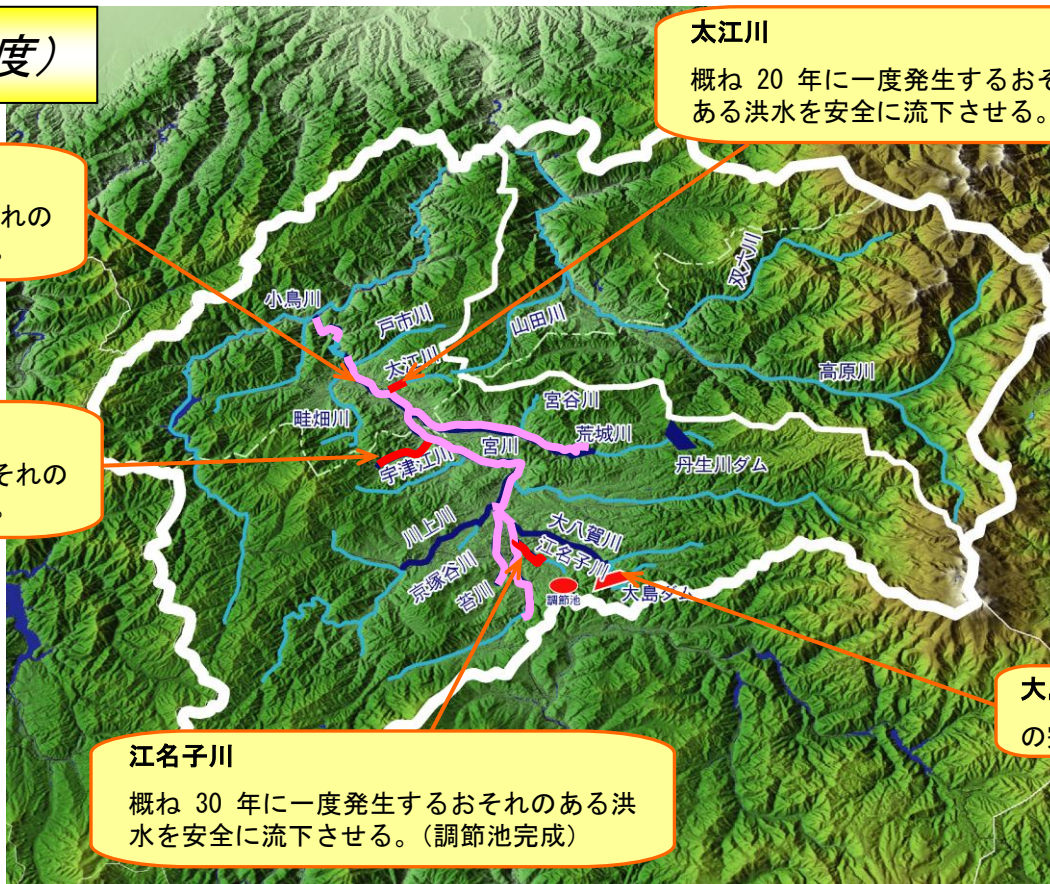 度）
太江川
概ね 20 年に一度発生するおそ
ある洪水を安全に流下させる。
れの
。
それの
。
小鳥川
戸市川
太江川
山田川
双六川
高原川
畦畑川
宮谷川
宮川
荒城川
宇津江川
丹生川ダム
川上川
大八賀川
江名子川
京塚谷川
苔川
調節池
大島ダム
大
の
江名子川
概ね 30 年に一度発生するおそれのある洪
水を安全に流下させる。（調節池完成）